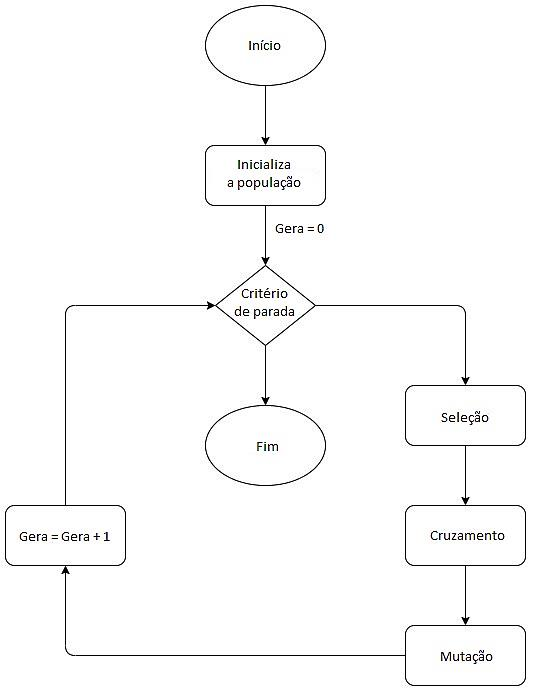 Início
Inicializa
a população
Gera = 0
Critério
de parada
Seleção
Fim
Gera = Gera + 1
Cruzamento
Mutação